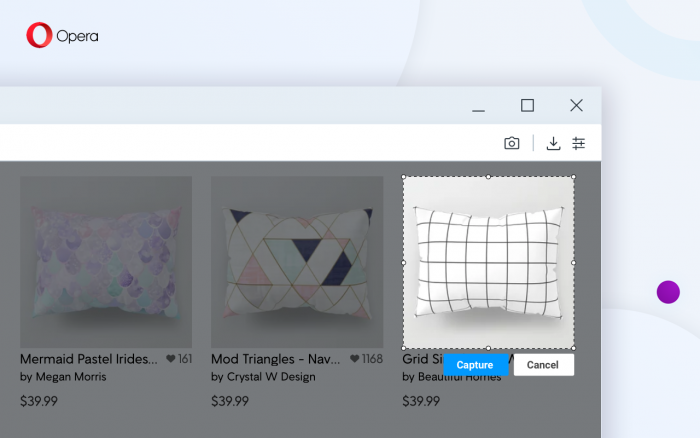 Opera
Mermaid Pastel Irides... 161
Mod Triangles - Nav... 1168
Grid Si
by Megan Morris
by Crystal W Design
by Beautiful Homes
Capture
Cancel
$39.99
$39.99
$39.99